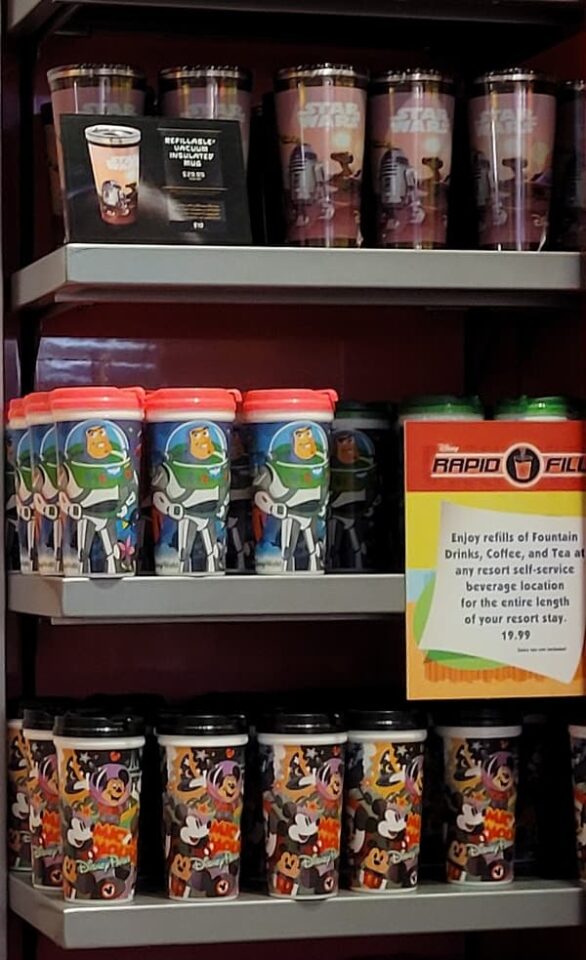 STAR WARS
STAR WARS
STAR WARS
REFILLABLE
VACUUM
INSULATED
MUG
$29.99
$10
Disney
RAPID FILL
Enjoy refills of Fountain
Drinks, Coffee, and Tea at
any resort self-service
beverage location
for the entire length
of your resort stay.
19.99
Disney Parks